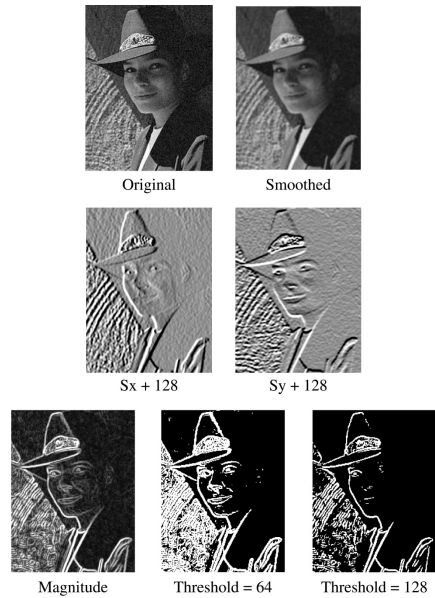 Original
Smoothed
Sx + 128
Sy + 128
Magnitude
Threshold = 64
Threshold = 128